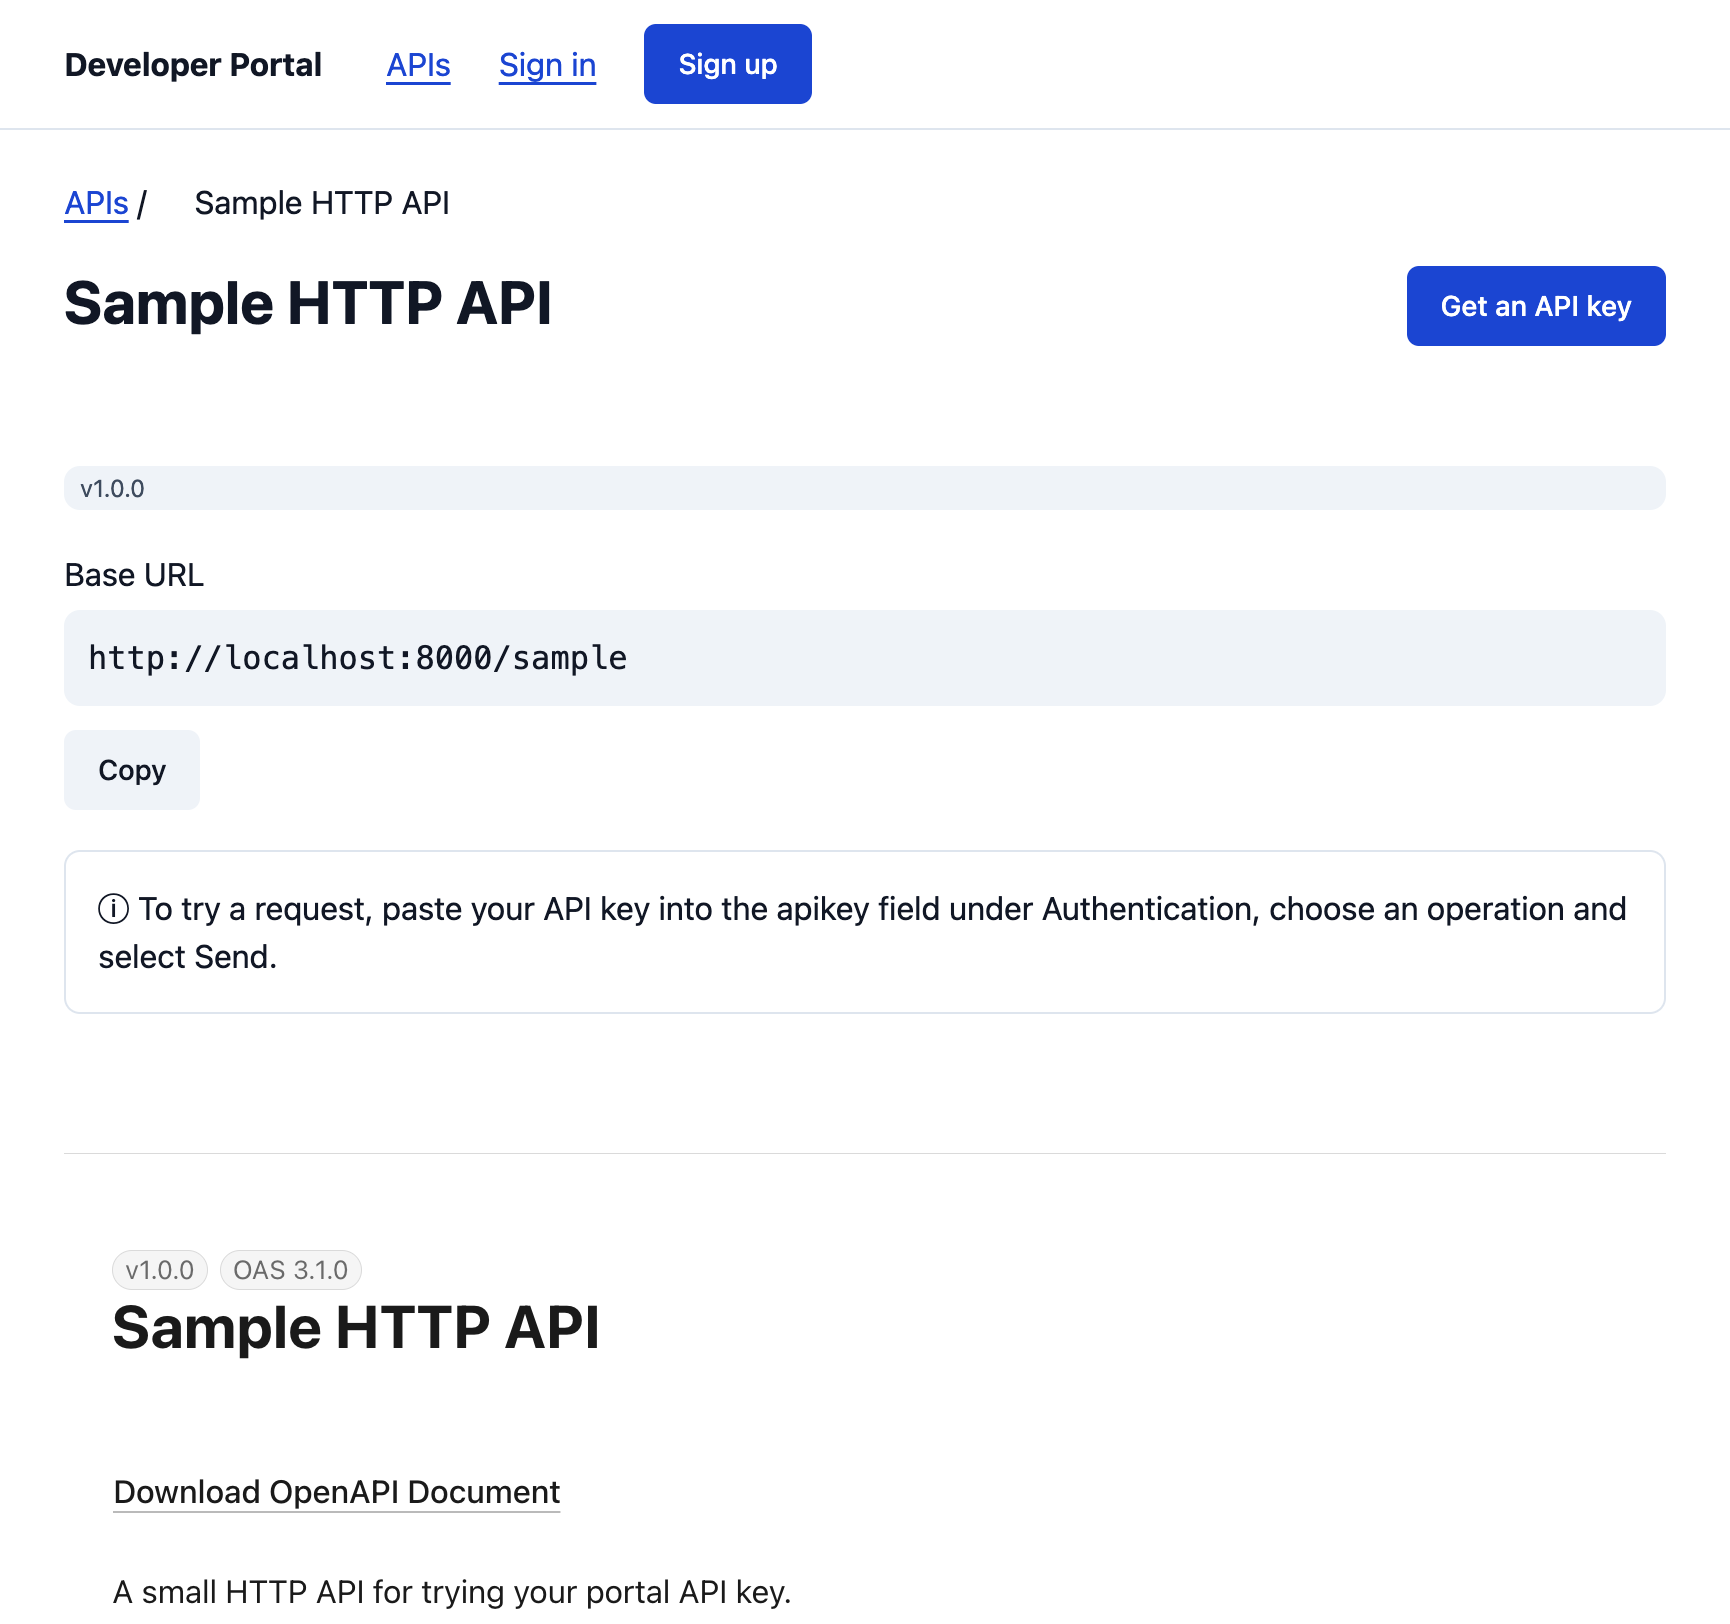 Developer Portal APIs Sign in Sign up
APIs / Sample HTTP API
Sample HTTP API
Get an API key
v1.0.0
Base URL
http://localhost:8000/sample
Copy
ⓘ To try a request, paste your API key into the apikey field under Authentication, choose an operation and
select Send.
v1.0.0 OAS 3.1.0
Sample HTTP API
Download OpenAPI Document
A small HTTP API for trying your portal API key.